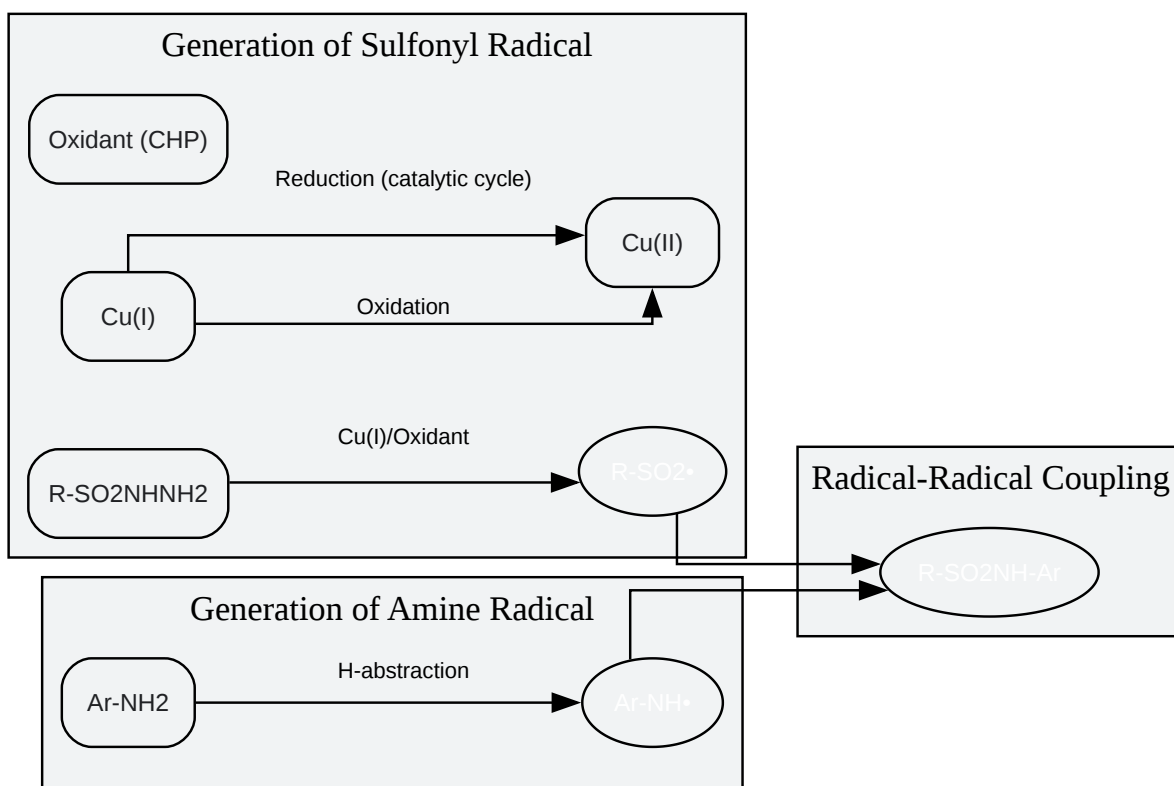 Generation of Sulfonyl Radical
Oxidant (CHP)
Reduction (catalytic cycle)
Cu(II)
Cu(I)
Oxidation
Cu(I)/Oxidant
R-SO2NHNH2
R-SO2•
Radical-Radical Coupling
R-SO2NH-Ar
Generation of Amine Radical
H-abstraction
Ar-NH2
Ar-NH•